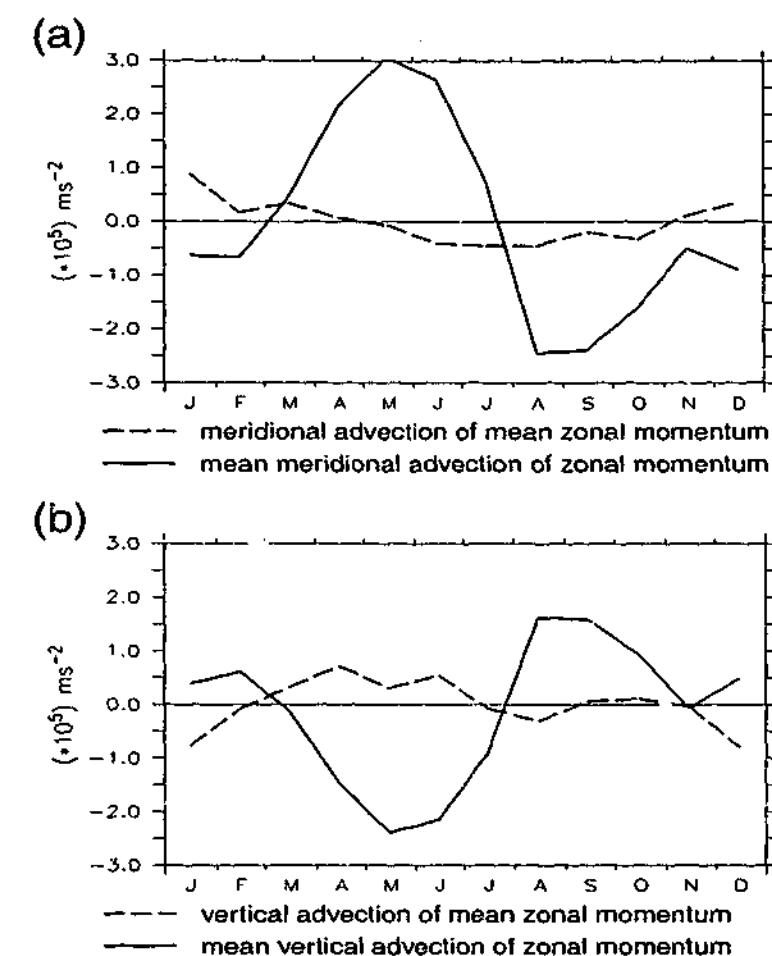 (a)
3.0
2.0
1.0
0.0
−1.0
−2.0
−3.0
(*10⁵) ms⁻²
J F M A M J J A S O N D
meridional advection of mean zonal momentum
mean meridional advection of zonal momentum
(b)
3.0
2.0
1.0
0.0
−1.0
−2.0
−3.0
(*10⁵) ms⁻²
J F M A M J J A S O N D
vertical advection of mean zonal momentum
mean vertical advection of zonal momentum